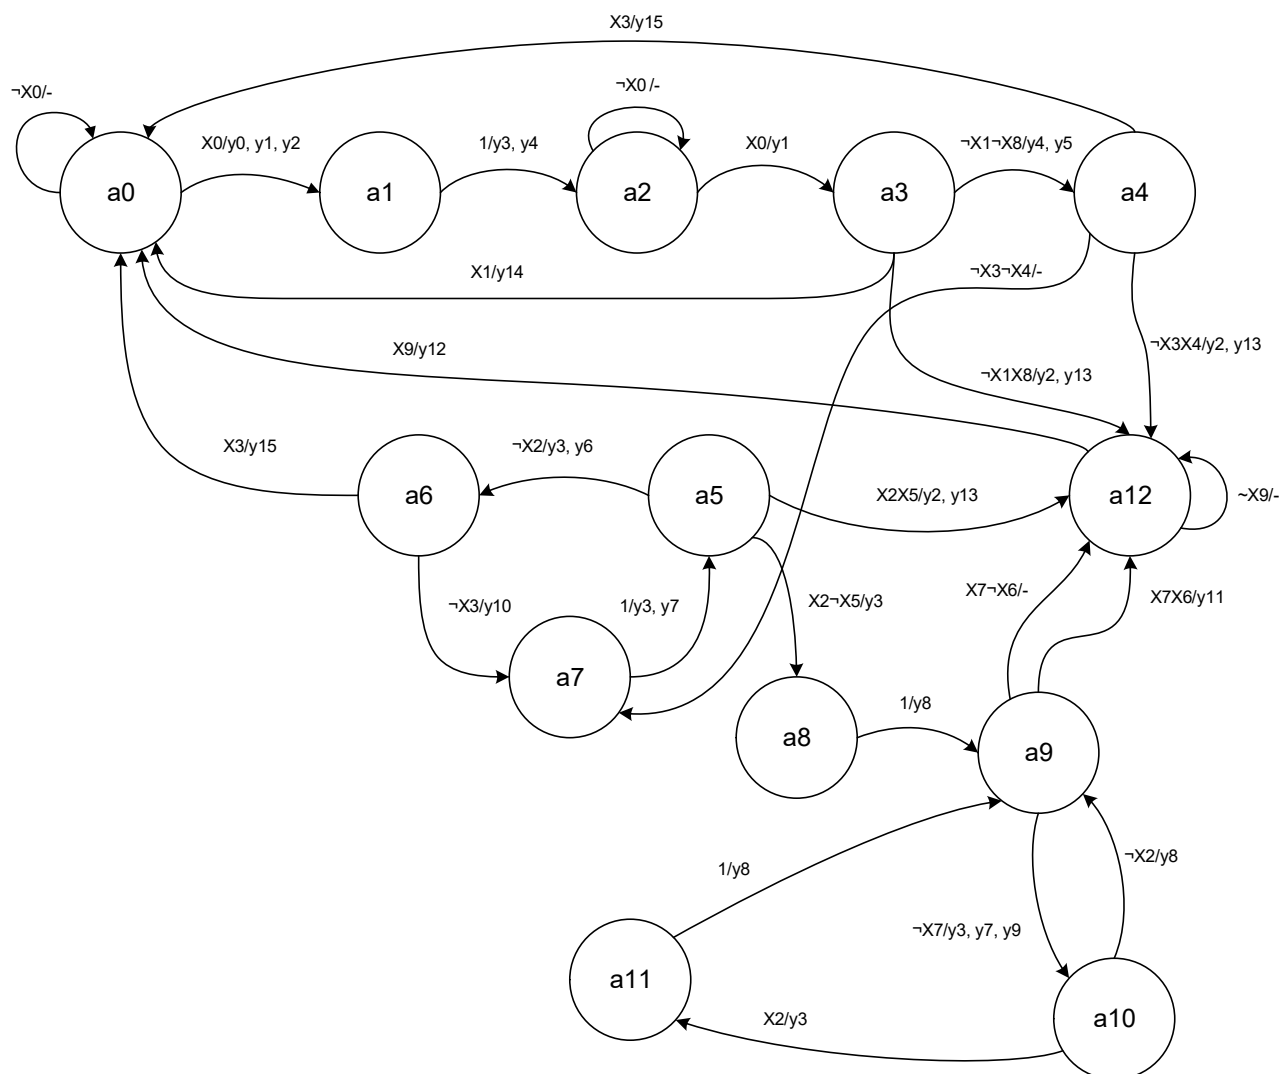 X3/y15
¬X0/-
¬X0 /-
X0/y0, y1, y2
1/y3, y4
X0/y1
¬X1¬X8/y4, y5
a0
a1
a2
a3
a4
X1/y14
¬X3¬X4/-
X9/y12
¬X3X4/y2, y13
¬X1X8/y2, y13
X3/y15
¬X2/y3, y6
a6
a5
X2X5/y2, y13
a12
~X9/-
¬X3/y10
1/y3, y7
X2¬X5/y3
X7¬X6/-
X7X6/y11
a7
1/y8
a8
a9
1/y8
¬X2/y8
¬X7/y3, y7, y9
a11
X2/y3
a10